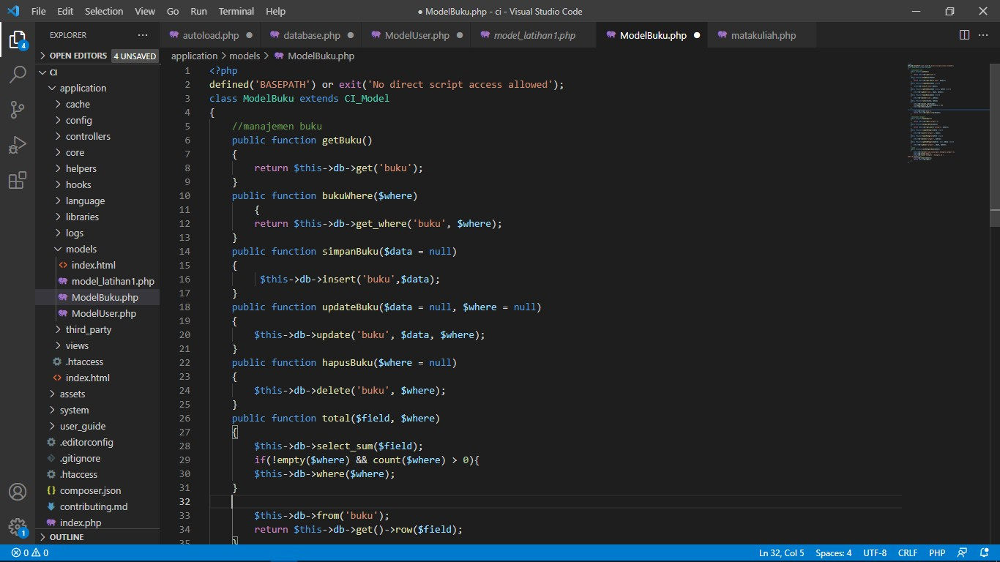 File Edit Selection View Go Run Terminal Help ● ModelBuku.php - ci - Visual Studio Code
EXPLORER ···
OPEN EDITORS 4 UNSAVED
CI
application
cache
config
controllers
core
helpers
hooks
language
libraries
logs
models
index.html
model_latihan1.php
ModelBuku.php
ModelUser.php
third_party
views
.htaccess
index.html
assets
system
user_guide
.editorconfig
.gitignore
.htaccess
composer.json
contributing.md
index.php
OUTLINE
4
1
autoload.php database.php ModelUser.php model_latihan1.php ModelBuku.php matakuliah.php
application > models > ModelBuku.php
1 <?php
2 defined('BASEPATH') or exit('No direct script access allowed');
3 class ModelBuku extends CI_Model
4 {
5 //manajemen buku
6 public function getBuku()
7 {
8 return $this->db->get('buku');
9 }
10 public function bukuWhere($where)
11 {
12 return $this->db->get_where('buku', $where);
13 }
14 public function simpanBuku($data = null)
15 {
16 $this->db->insert('buku',$data);
17 }
18 public function updateBuku($data = null, $where = null)
19 {
20 $this->db->update('buku', $data, $where);
21 }
22 public function hapusBuku($where = null)
23 {
24 $this->db->delete('buku', $where);
25 }
26 public function total($field, $where)
27 {
28 $this->db->select_sum($field);
29 if(!empty($where) && count($where) > 0){
30 $this->db->where($where);
31 }
32
33 $this->db->from('buku');
34 return $this->db->get()->row($field);
35 }
0 0 Ln 32, Col 5 Spaces: 4 UTF-8 CRLF PHP